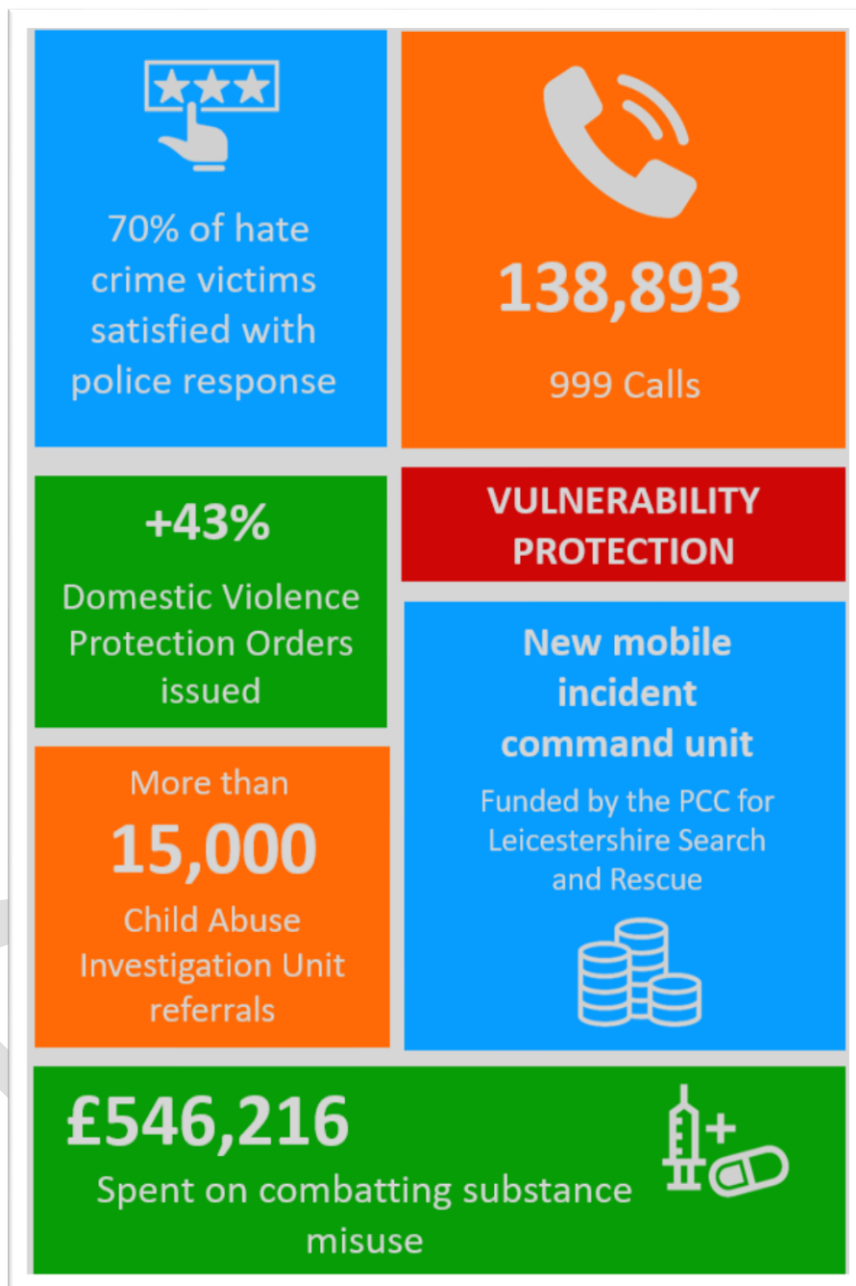 70% of hate
crime victims
satisfied with
police response
138,893
999 Calls
+43%
Domestic Violence
Protection Orders
issued
VULNERABILITY
PROTECTION
New mobile
incident
command unit
Funded by the PCC for
Leicestershire Search
and Rescue
More than
15,000
Child Abuse
Investigation Unit
referrals
£546,216
Spent on combatting substance
misuse